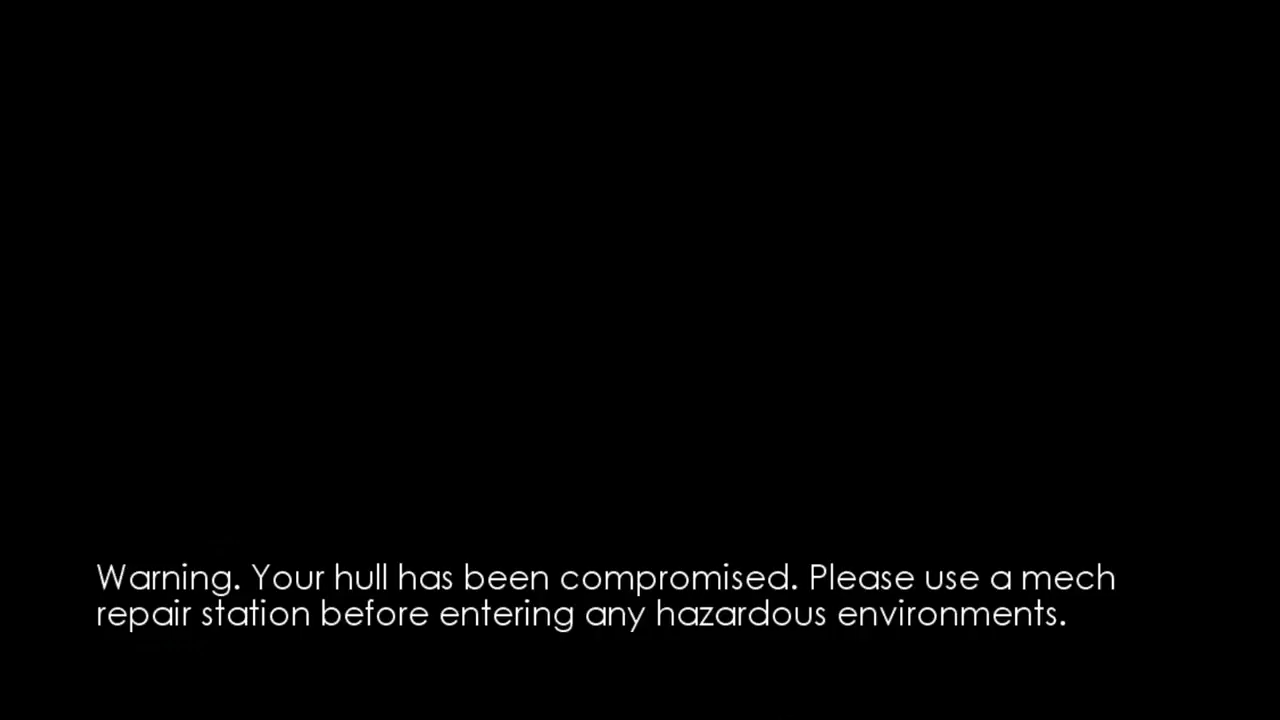 Warning. Your hull has been compromised. Please use a mech
repair station before entering any hazardous environments.